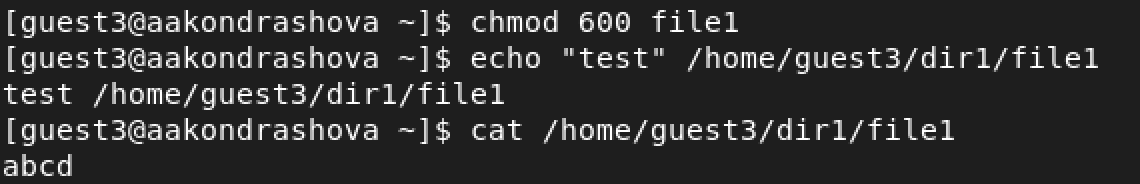 [guest3@aakondrashova ~]$ chmod 600 file1
[guest3@aakondrashova ~]$ echo "test" /home/guest3/dir1/file1
test /home/guest3/dir1/file1
[guest3@aakondrashova ~]$ cat /home/guest3/dir1/file1
abcd